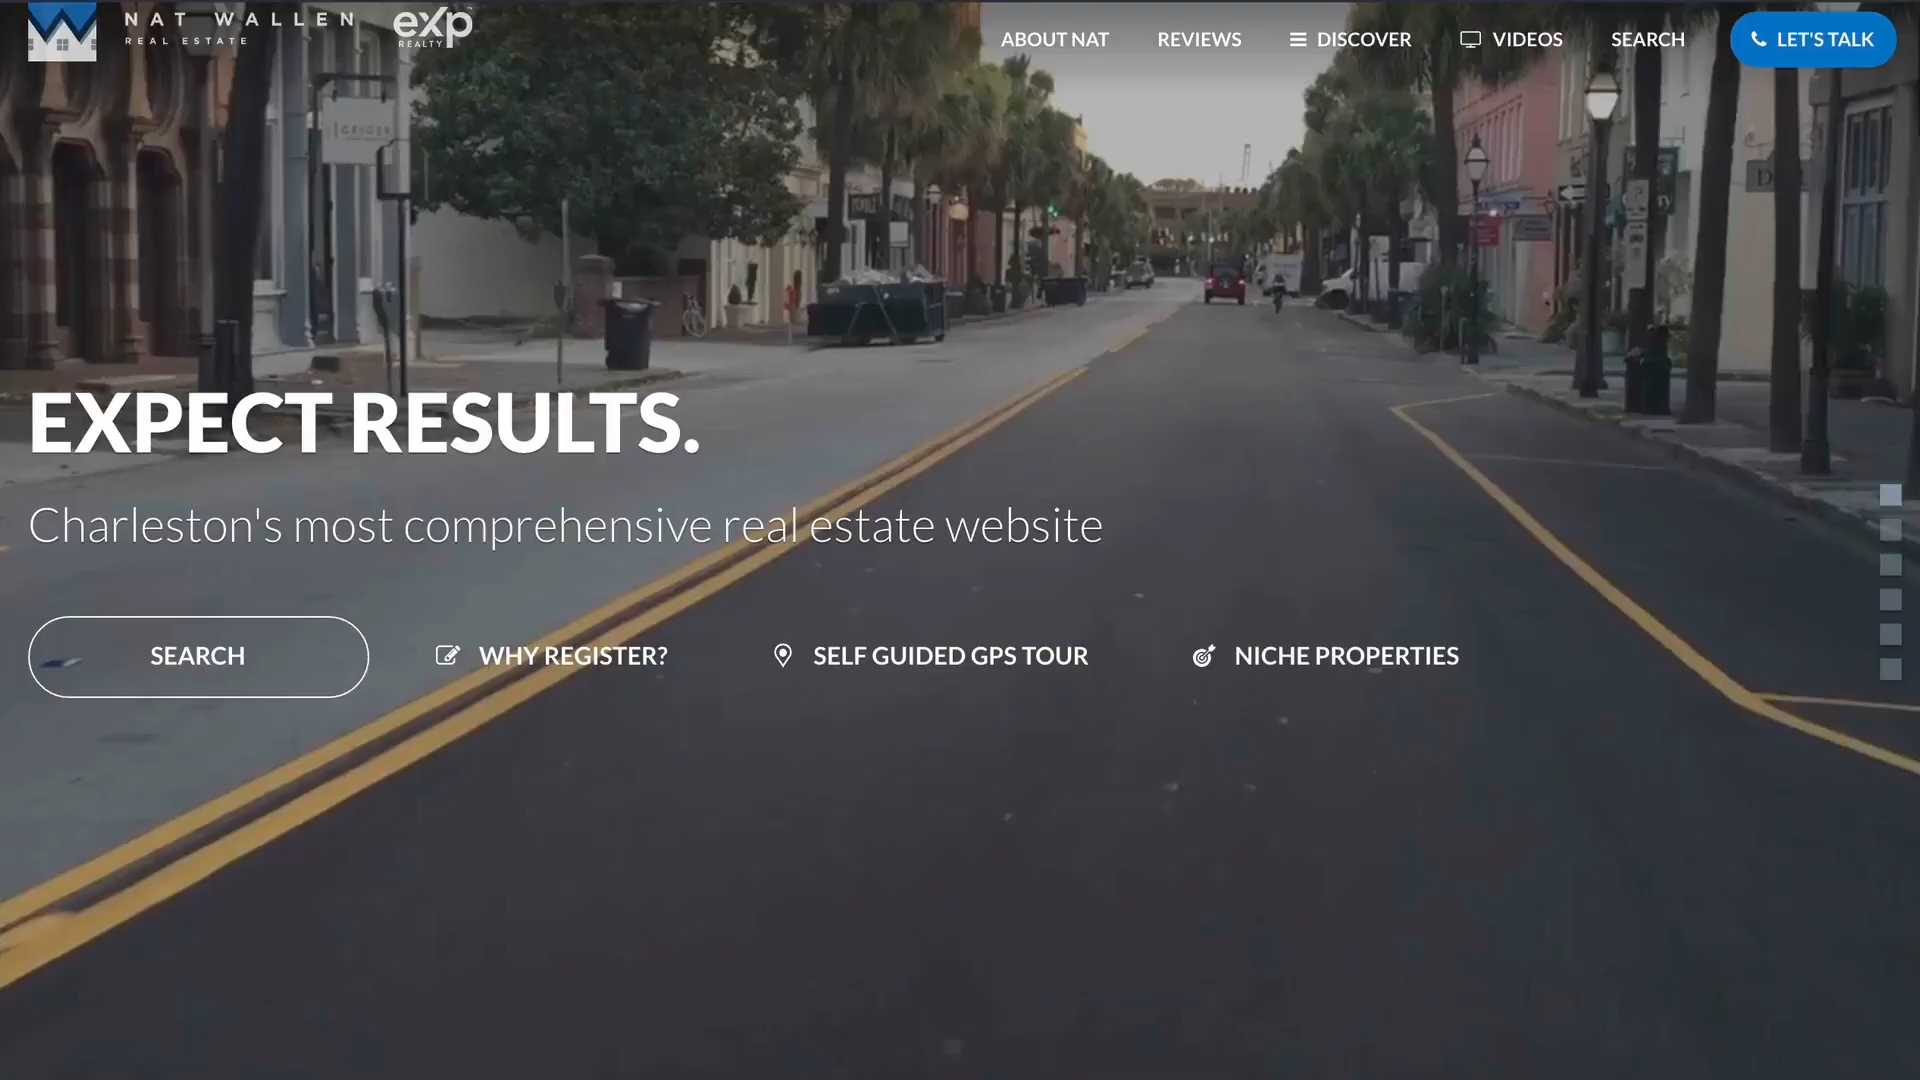 NAT WALLEN
REAL ESTATE
eXp
REALTY
ABOUT NAT
REVIEWS
DISCOVER
VIDEOS
SEARCH
LET'S TALK
GEIGER
EXPECT RESULTS.
Charleston's most comprehensive real estate website
SEARCH
WHY REGISTER?
SELF GUIDED GPS TOUR
NICHE PROPERTIES